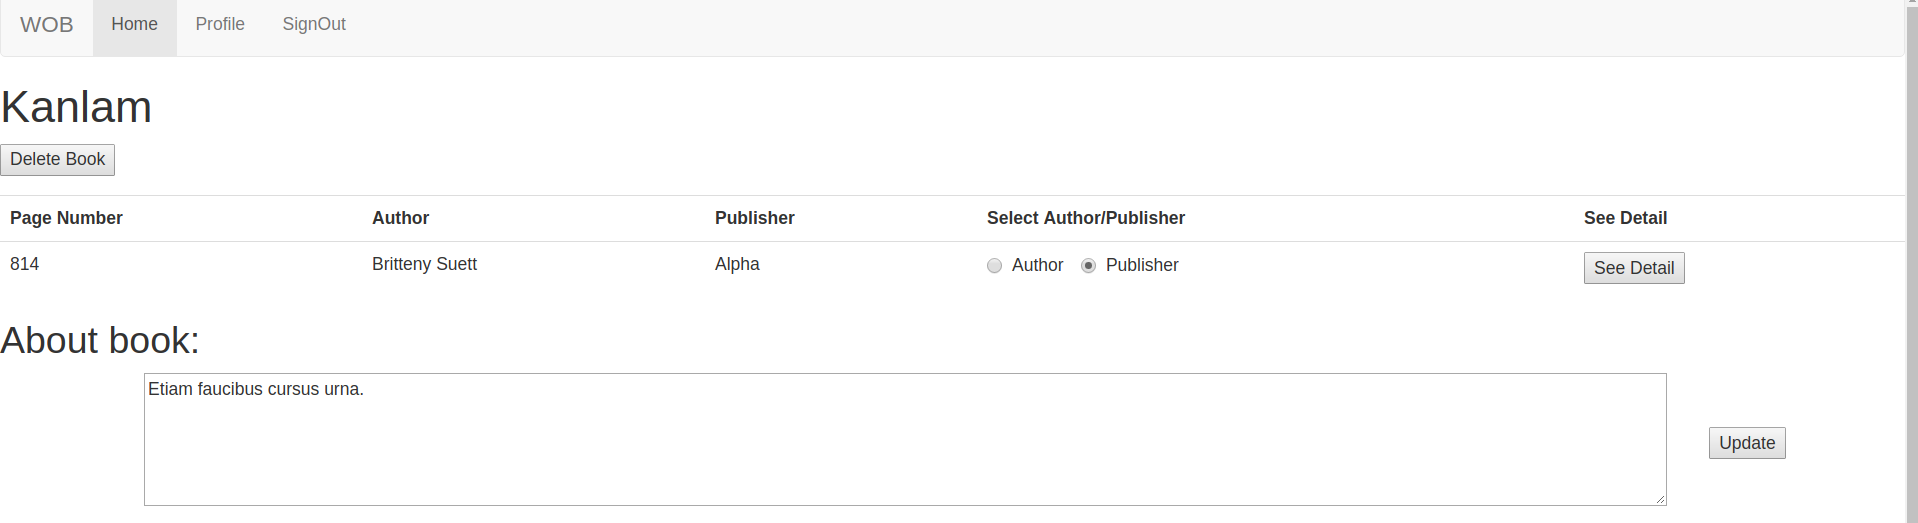 WOB Home Profile SignOut
Kanlam
Delete Book
Page Number Author Publisher Select Author/Publisher See Detail
814 Britteny Suett Alpha Author Publisher See Detail
About book:
Etiam faucibus cursus urna.
Update